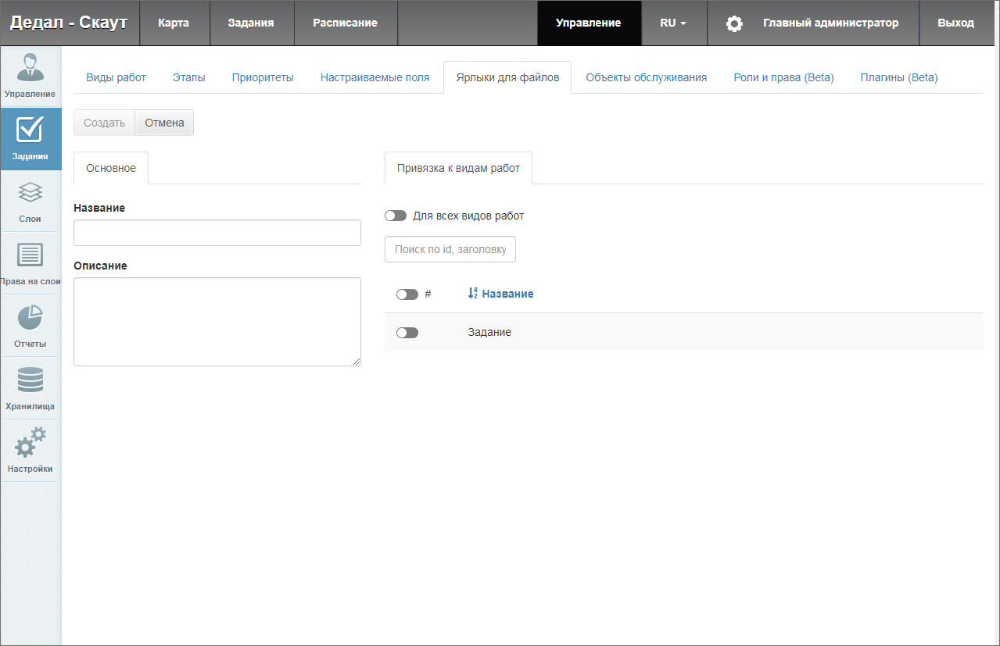 Дедал - Скаут Карта Задания Расписание Управление RU Главный администратор Выход
Управление
Задания
Слои
Права на слои
Отчеты
Хранилища
Настройки
Виды работ Этапы Приоритеты Настраиваемые поля Ярлыки для файлов Объекты обслуживания Роли и права (Beta) Плагины (Beta)
Создать Отмена
Основное
Название
Описание
Привязка к видам работ
Для всех видов работ
Поиск по id, заголовку
# Название
Задание